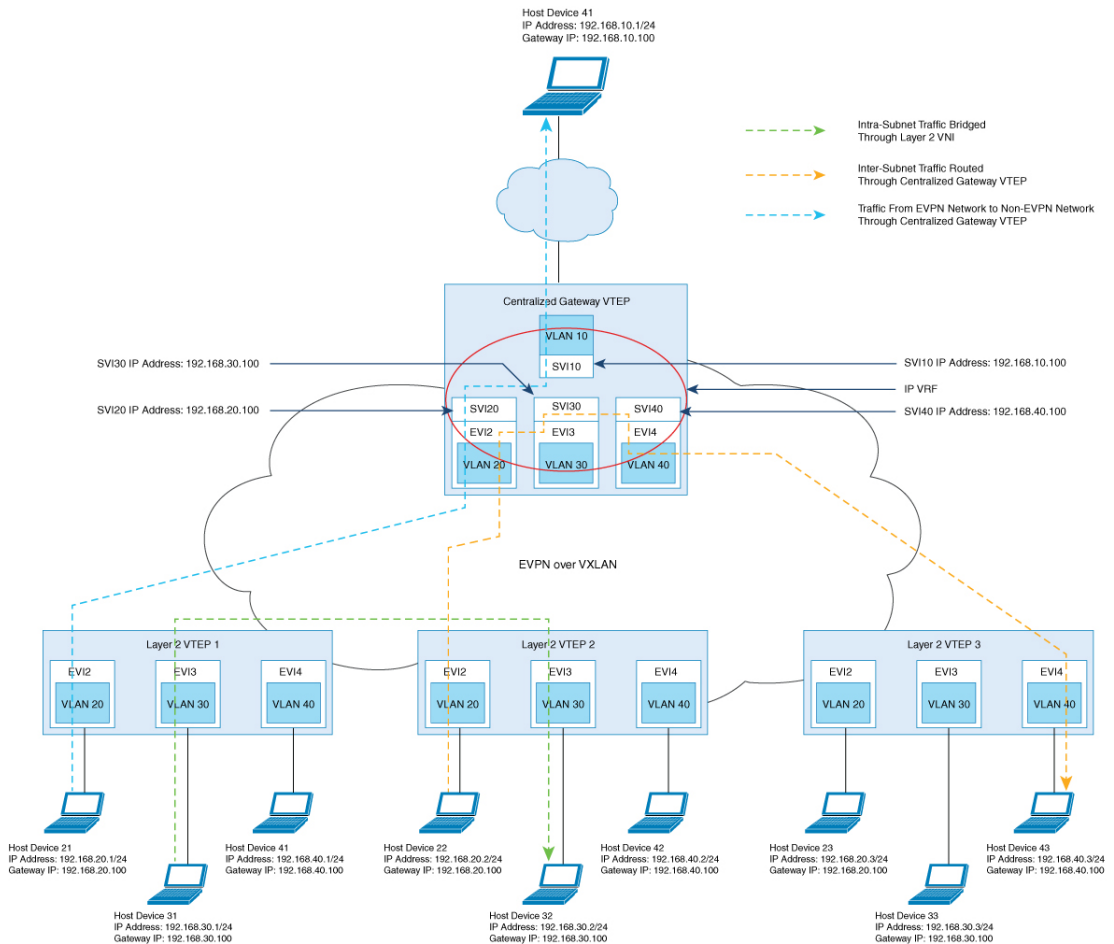 Host Device 41
IP Address: 192.168.10.1/24
Gateway IP: 192.168.10.100
Intra-Subnet Traffic Bridged
Through Layer 2 VNI
Inter-Subnet Traffic Routed
Through Centralized Gateway VTEP
Traffic From EVPN Network to Non-EVPN Network
Through Centralized Gateway VTEP
Centralized Gateway VTEP
VLAN 10
SVI10
SVI30 IP Address: 192.168.30.100
SVI10 IP Address: 192.168.10.100
IP VRF
SVI20 IP Address: 192.168.20.100
SVI40 IP Address: 192.168.40.100
SVI20
EVI2
VLAN 20
SVI30
EVI3
VLAN 30
SVI40
EVI4
VLAN 40
EVPN over VXLAN
Layer 2 VTEP 1
EVI2
VLAN 20
EVI3
VLAN 30
EVI4
VLAN 40
Layer 2 VTEP 2
EVI2
VLAN 20
EVI3
VLAN 30
EVI4
VLAN 40
Layer 2 VTEP 3
EVI2
VLAN 20
EVI3
VLAN 30
EVI4
VLAN 40
Host Device 21
IP Address: 192.168.20.1/24
Gateway IP: 192.168.20.100
Host Device 41
IP Address: 192.168.40.1/24
Gateway IP: 192.168.40.100
Host Device 22
IP Address: 192.168.20.2/24
Gateway IP: 192.168.20.100
Host Device 42
IP Address: 192.168.40.2/24
Gateway IP: 192.168.40.100
Host Device 23
IP Address: 192.168.20.3/24
Gateway IP: 192.168.20.100
Host Device 43
IP Address: 192.168.40.3/24
Gateway IP: 192.168.40.100
Host Device 31
IP Address: 192.168.30.1/24
Gateway IP: 192.168.30.100
Host Device 32
IP Address: 192.168.30.2/24
Gateway IP: 192.168.30.100
Host Device 33
IP Address: 192.168.30.3/24
Gateway IP: 192.168.30.100